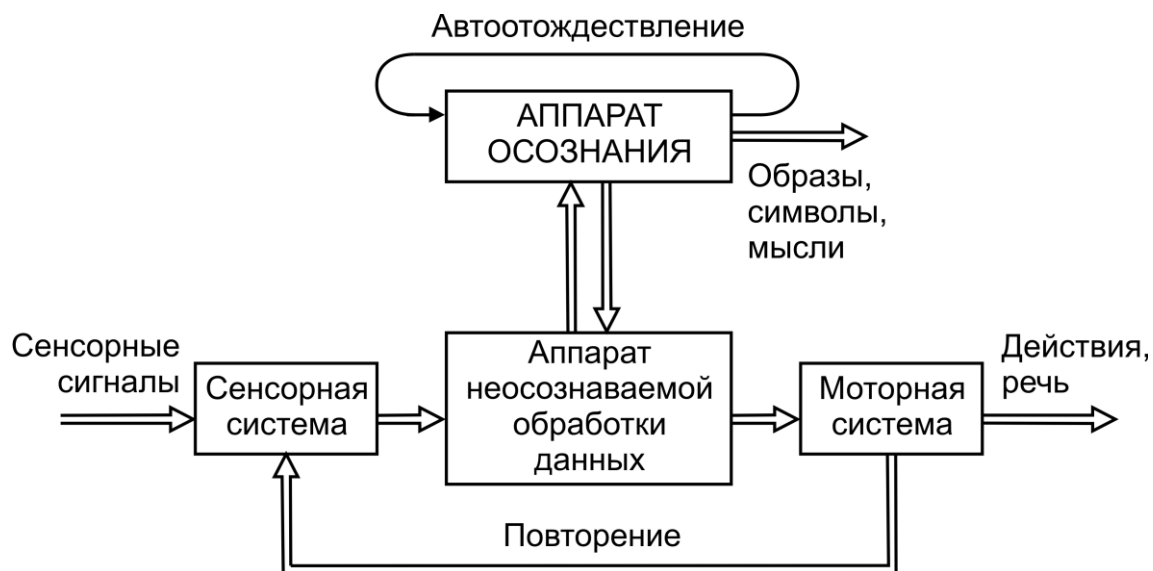 Автоотождествление
АППАРАТ
ОСОЗНАНИЯ
Образы,
символы,
мысли
Сенсорные
сигналы
Сенсорная
система
Аппарат
неосознаваемой
обработки
данных
Моторная
система
Действия,
речь
Повторение